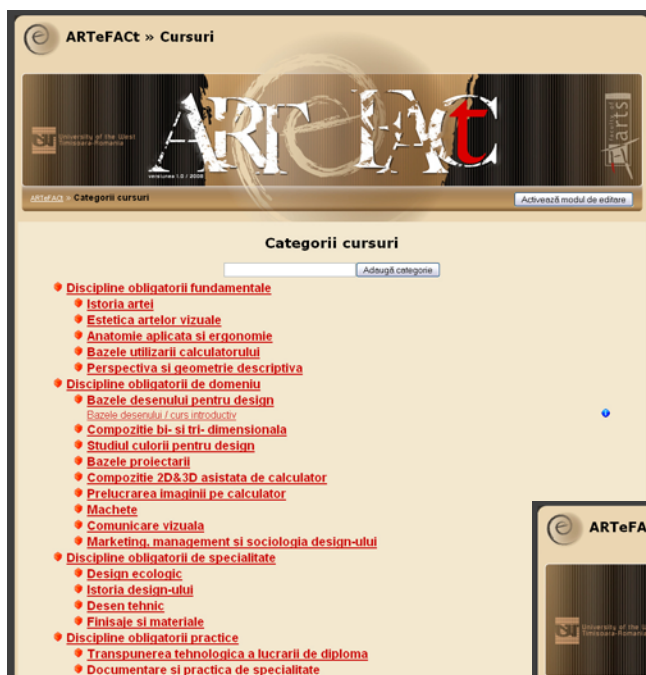 ARTeFACt » Cursuri
ARTeFACt
University of the West
Timisoara-Romania
arts
versiunea 1.0 / 2008
ARTeFACt » Categorii cursuri
Activează modul de editare
Categorii cursuri
Adaugă categorie
Discipline obligatorii fundamentale
Istoria artei
Estetica artelor vizuale
Anatomie aplicata si ergonomie
Bazele utilizarii calculatorului
Perspectiva si geometrie descriptiva
Discipline obligatorii de domeniu
Bazele desenului pentru design
Bazele desenului / curs introductiv
Compozitie bi- si tri- dimensionala
Studiul culorii pentru design
Bazele proiectarii
Compozitie 2D&3D asistata de calculator
Prelucrarea imaginii pe calculator
Machete
Comunicare vizuala
Marketing, management si sociologia design-ului
Discipline obligatorii de specialitate
Design ecologic
Istoria design-ului
Desen tehnic
Finisaje si materiale
Discipline obligatorii practice
Transpunerea tehnologica a lucrarii de diploma
Documentare si practica de specialitate
ARTeFA
University of the
Timisoara-Romania